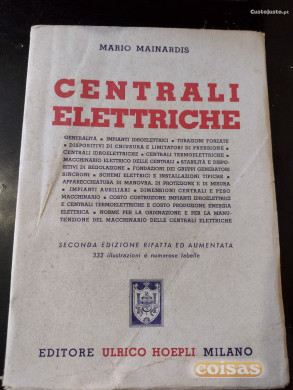 CustoJusto.pt
MARIO MAINARDIS
CENTRALI
ELETTRICHE
GENERALITÀ • IMPIANTI IDROELETTRICI • TUBAZIONI FORZATE
• DISPOSITIVI DI CHIUSURA E LIMITATORI DI PRESSIONE •
CENTRALI IDROELETTRICHE • CENTRALI TERMOELETTRICHE •
MACCHINARIO ELETTRICO DELLE CENTRALI • STABILITÀ E DISPO-
SITIVI DI REGOLAZIONE • FONDAZIONI DEI GRUPPI GENERATORI
SINCRONI • SCHEMI ELETTRICI E INSTALLAZIONI TIPICHE •
APPARECCHIATURA DI MANOVRA, DI PROTEZIONE E DI MISURA
• IMPIANTI AUSILIARI • DIMENSIONI CENTRALI E PESO
MACCHINARIO • COSTO COSTRUZIONE IMPIANTI IDROELETTRICI
E CENTRALI TERMOELETTRICHE E COSTO PRODUZIONE ENERGIA
ELETTRICA • NORME PER LA ORDINAZIONE E PER LA MANU-
TENZIONE DEL MACCHINARIO DELLE CENTRALI ELETTRICHE
SECONDA EDIZIONE RIFATTA ED AUMENTATA
332 illustrazioni e numerose tabelle
EDITORE ULRICO HOEPLI MILANO
coisas